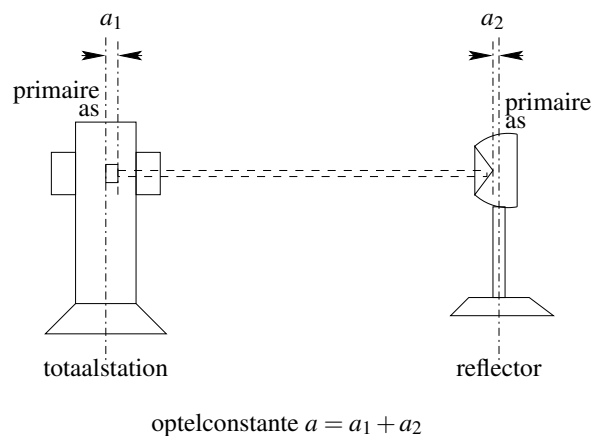 a₁
a₂
primaire
as
primaire
as
totaalstation
reflector
optelconstante a = a₁ + a₂